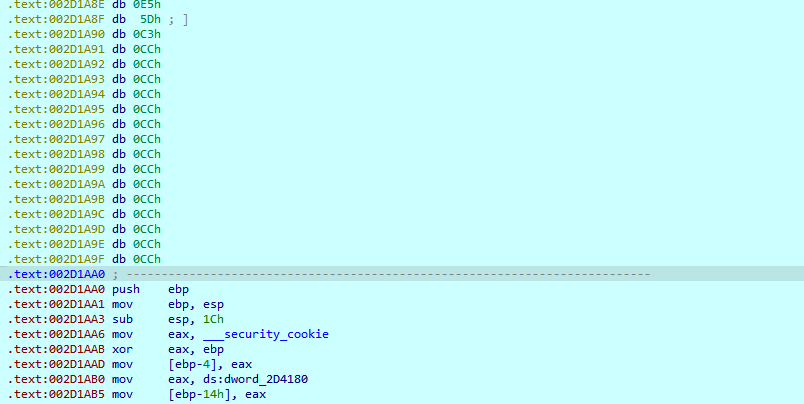 .text:002D1A8E db 0E5h
.text:002D1A8F db  5Dh ; ]
.text:002D1A90 db 0C3h
.text:002D1A91 db 0CCh
.text:002D1A92 db 0CCh
.text:002D1A93 db 0CCh
.text:002D1A94 db 0CCh
.text:002D1A95 db 0CCh
.text:002D1A96 db 0CCh
.text:002D1A97 db 0CCh
.text:002D1A98 db 0CCh
.text:002D1A99 db 0CCh
.text:002D1A9A db 0CCh
.text:002D1A9B db 0CCh
.text:002D1A9C db 0CCh
.text:002D1A9D db 0CCh
.text:002D1A9E db 0CCh
.text:002D1A9F db 0CCh
.text:002D1AA0 ; ---------------------------------------------------------------------------
.text:002D1AA0 push    ebp
.text:002D1AA1 mov     ebp, esp
.text:002D1AA3 sub     esp, 1Ch
.text:002D1AA6 mov     eax, ___security_cookie
.text:002D1AAB xor     eax, ebp
.text:002D1AAD mov     [ebp-4], eax
.text:002D1AB0 mov     eax, ds:dword_2D4180
.text:002D1AB5 mov     [ebp-14h], eax